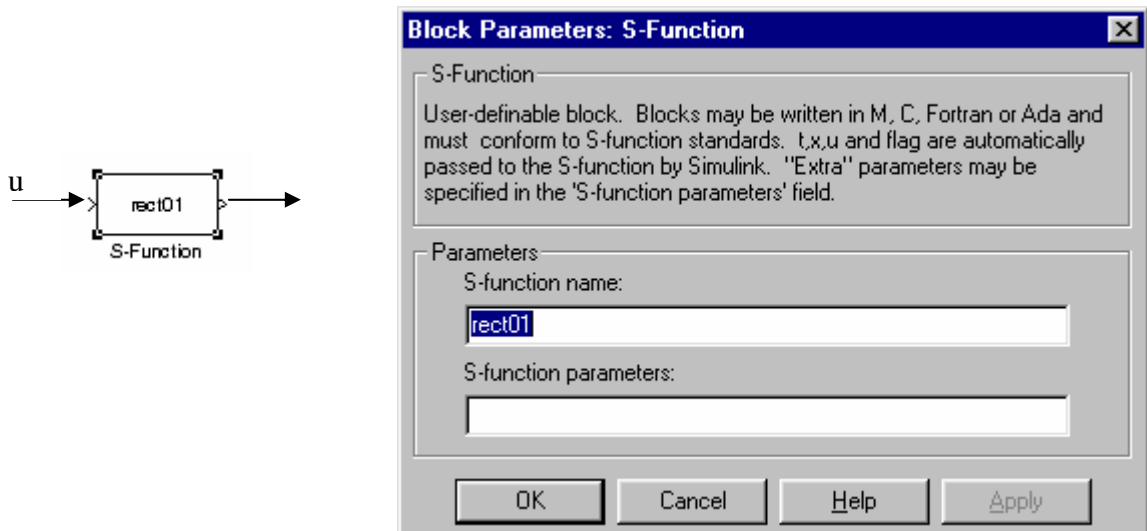 u
rect01
S-Function
Block Parameters: S-Function
S-Function
User-definable block. Blocks may be written in M, C, Fortran or Ada and
must conform to S-function standards. t,x,u and flag are automatically
passed to the S-function by Simulink. "Extra" parameters may be
specified in the 'S-function parameters' field.
Parameters
S-function name:
rect01
S-function parameters:
OK Cancel Help Apply